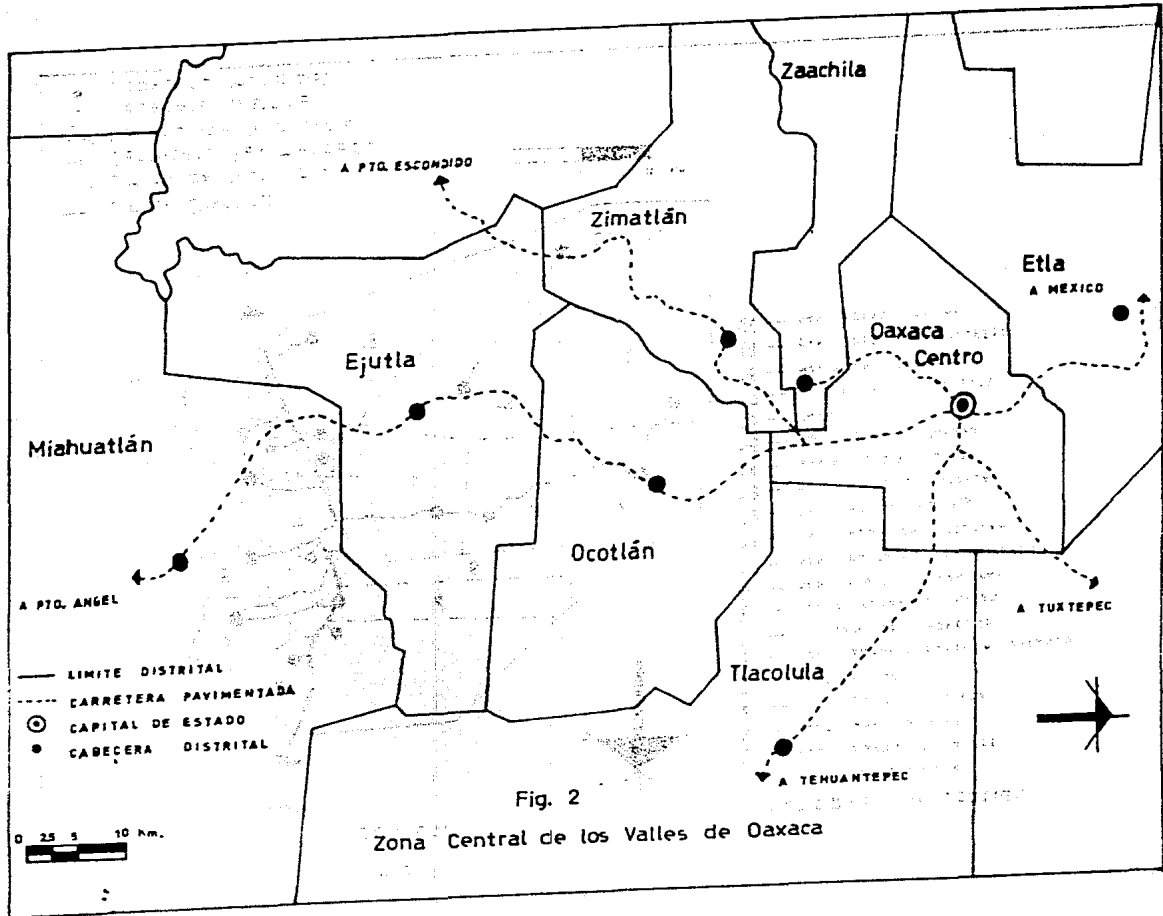 Zaachila
A PTO. ESCONDIDO
Zimatlán
Etla
A MEXICO
Oaxaca
Centro
Ejutla
Miahuatlán
Ocotlán
A PTO. ANGEL
A TUXTEPEC
Tlacolula
LIMITE DISTRITAL
CARRETERA PAVIMENTADA
CAPITAL DE ESTADO
CABECERA DISTRITAL
A TEHUANTEPEC
Fig. 2
Zona Central de los Valles de Oaxaca
0 2.5 5 10 Km.